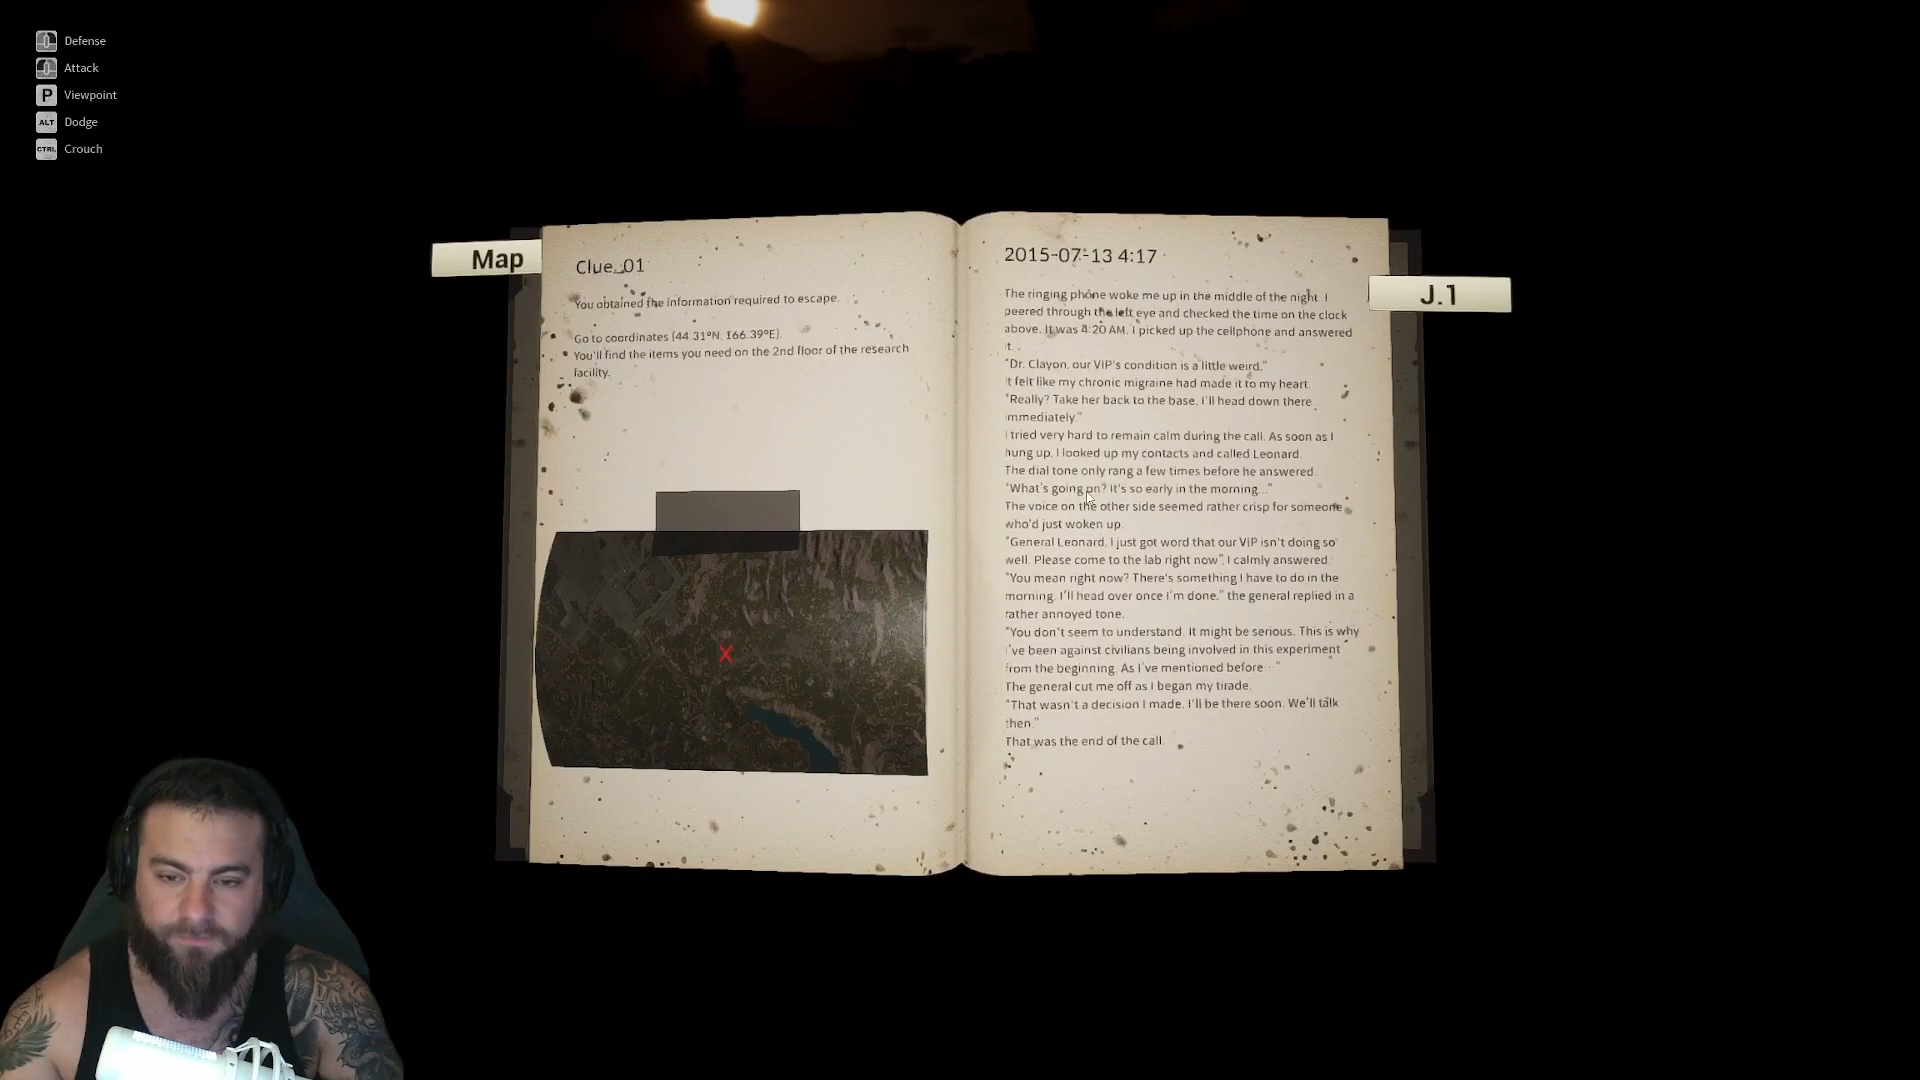 Defense
Attack
P Viewpoint
ALT Dodge
CTRL Crouch
Map
Clue_01
You obtained the information required to escape.
Go to coordinates (44.31ºN, 166.39ºE).
You'll find the items you need on the 2nd floor of the research
facility.
X
J.1
2015-07-13 4:17
The ringing phone woke me up in the middle of the night. I
peered through the left eye and checked the time on the clock
above. It was 4:20 AM. I picked up the cellphone and answered
it.
"Dr. Clayon, our VIP's condition is a little weird."
It felt like my chronic migraine had made it to my heart.
"Really? Take her back to the base. I'll head down there
immediately."
I tried very hard to remain calm during the call. As soon as I
hung up, I looked up my contacts and called Leonard.
The dial tone only rang a few times before he answered.
"What's going on? It's so early in the morning..."
The voice on the other side seemed rather crisp for someone
who'd just woken up.
"General Leonard, I just got word that our VIP isn't doing so
well. Please come to the lab right now", I calmly answered.
"You mean right now? There's something I have to do in the
morning. I'll head over once I'm done," the general replied in a
rather annoyed tone.
"You don't seem to understand. It might be serious. This is why
I've been against civilians being involved in this experiment
from the beginning. As I've mentioned before…"
The general cut me off as I began my tirade.
"That wasn't a decision I made. I'll be there soon. We'll talk
then."
That was the end of the call.